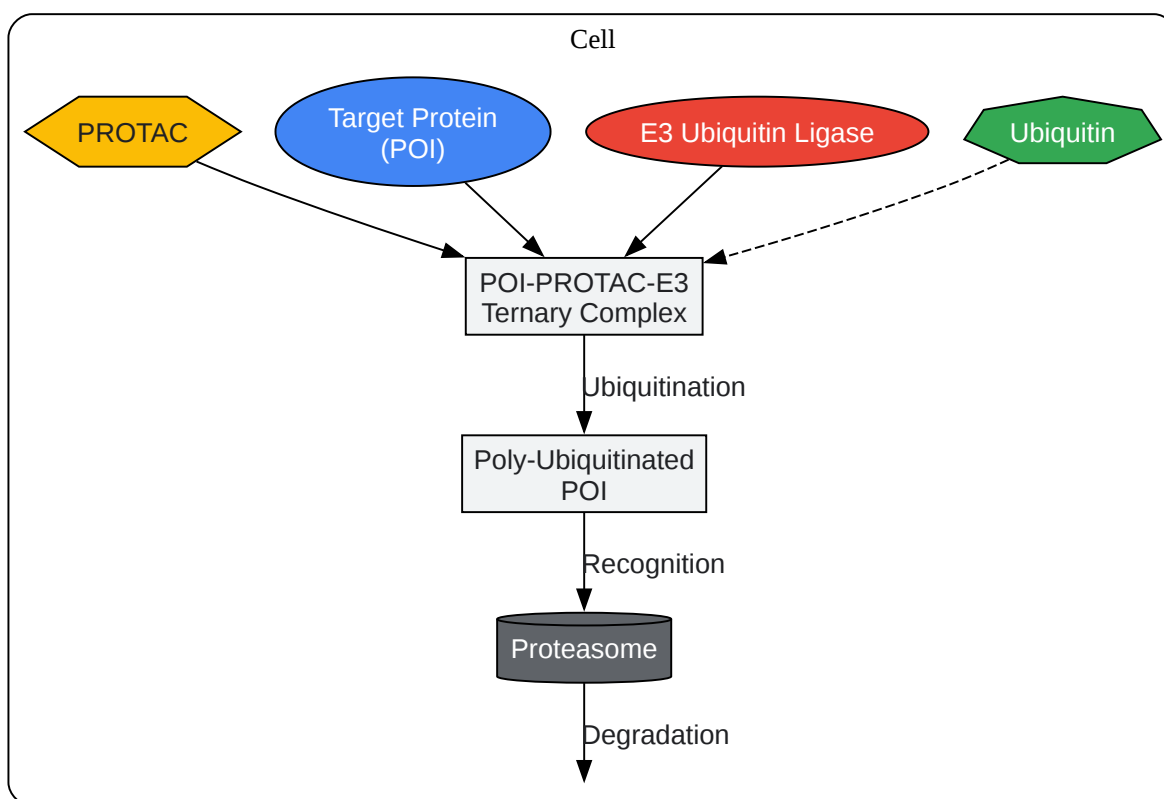 Cell
PROTAC
Target Protein
(POI)
E3 Ubiquitin Ligase
Ubiquitin
POI-PROTAC-E3
Ternary Complex
Ubiquitination
Poly-Ubiquitinated
POI
Recognition
Proteasome
Degradation